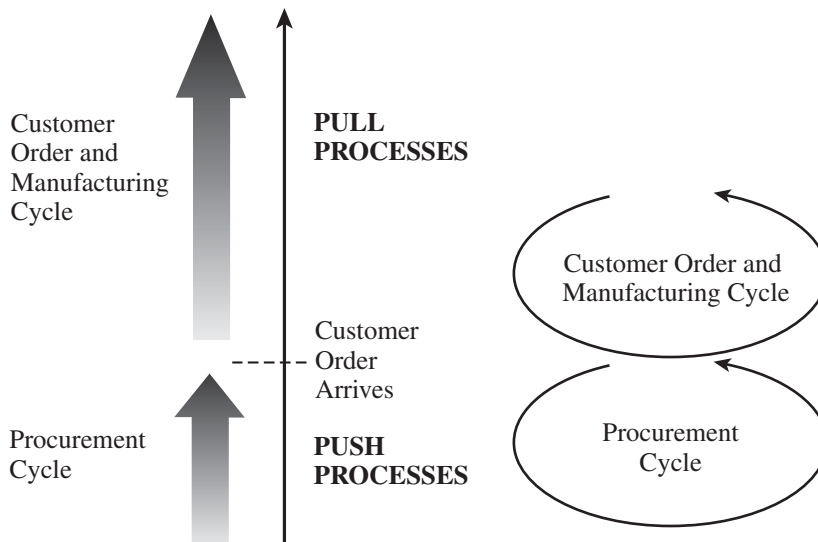 Customer
Order and
Manufacturing
Cycle
PULL
PROCESSES
Customer Order and
Manufacturing Cycle
Customer
Order
Arrives
Procurement
Cycle
PUSH
PROCESSES
Procurement
Cycle